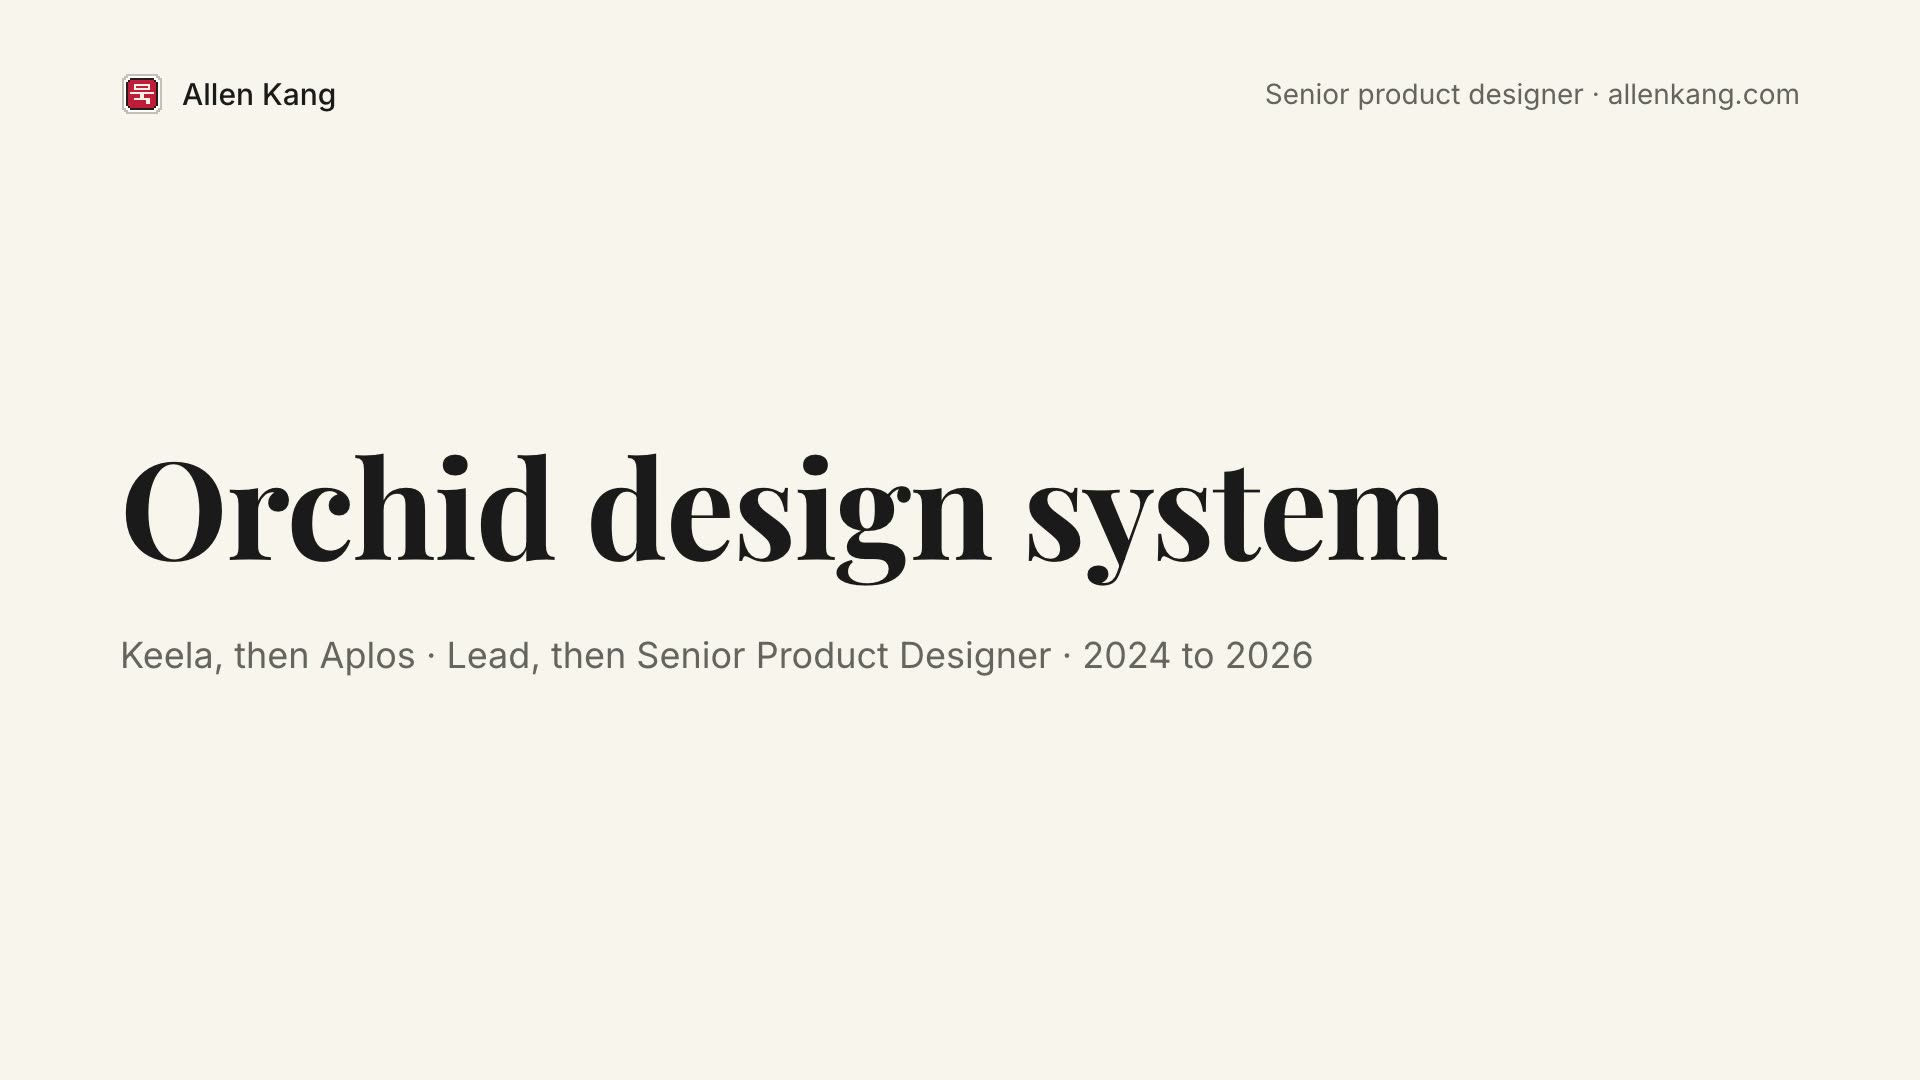 묵
Allen Kang
Senior product designer · allenkang.com
Orchid design system
Keela, then Aplos · Lead, then Senior Product Designer · 2024 to 2026